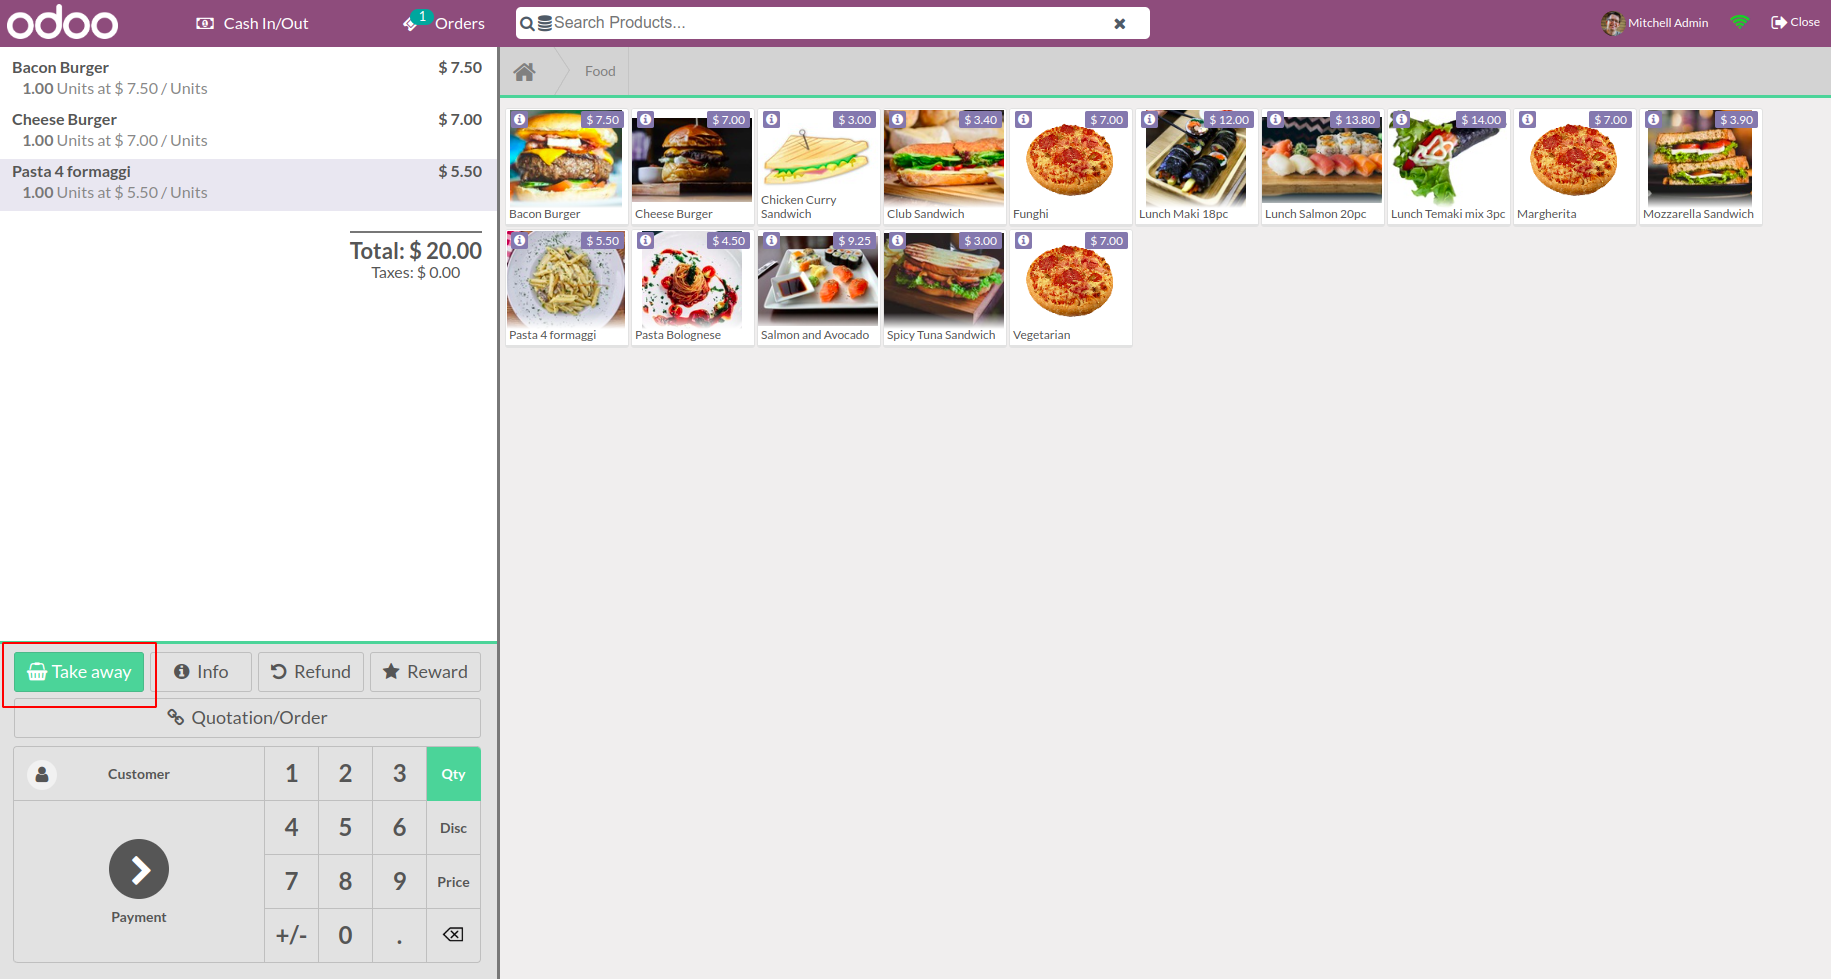 odoo
Cash In/Out
1
Orders
Search Products...
Mitchell Admin
Close
Bacon Burger $ 7.50
1.00 Units at $ 7.50 / Units
Cheese Burger $ 7.00
1.00 Units at $ 7.00 / Units
Pasta 4 formaggi $ 5.50
1.00 Units at $ 5.50 / Units
Total: $ 20.00
Taxes: $ 0.00
Take away
Info
Refund
Reward
Quotation/Order
Customer
1 2 3 Qty
4 5 6 Disc
7 8 9 Price
+/- 0 .
Payment
Food
$ 7.50
Bacon Burger
$ 7.00
Cheese Burger
$ 3.00
Chicken Curry
Sandwich
$ 3.40
Club Sandwich
$ 7.00
Funghi
$ 12.00
Lunch Maki 18pc
$ 13.80
Lunch Salmon 20pc
$ 14.00
Lunch Temaki mix 3pc
$ 7.00
Margherita
$ 3.90
Mozzarella Sandwich
$ 5.50
Pasta 4 formaggi
$ 4.50
Pasta Bolognese
$ 9.25
Salmon and Avocado
$ 3.00
Spicy Tuna Sandwich
$ 7.00
Vegetarian